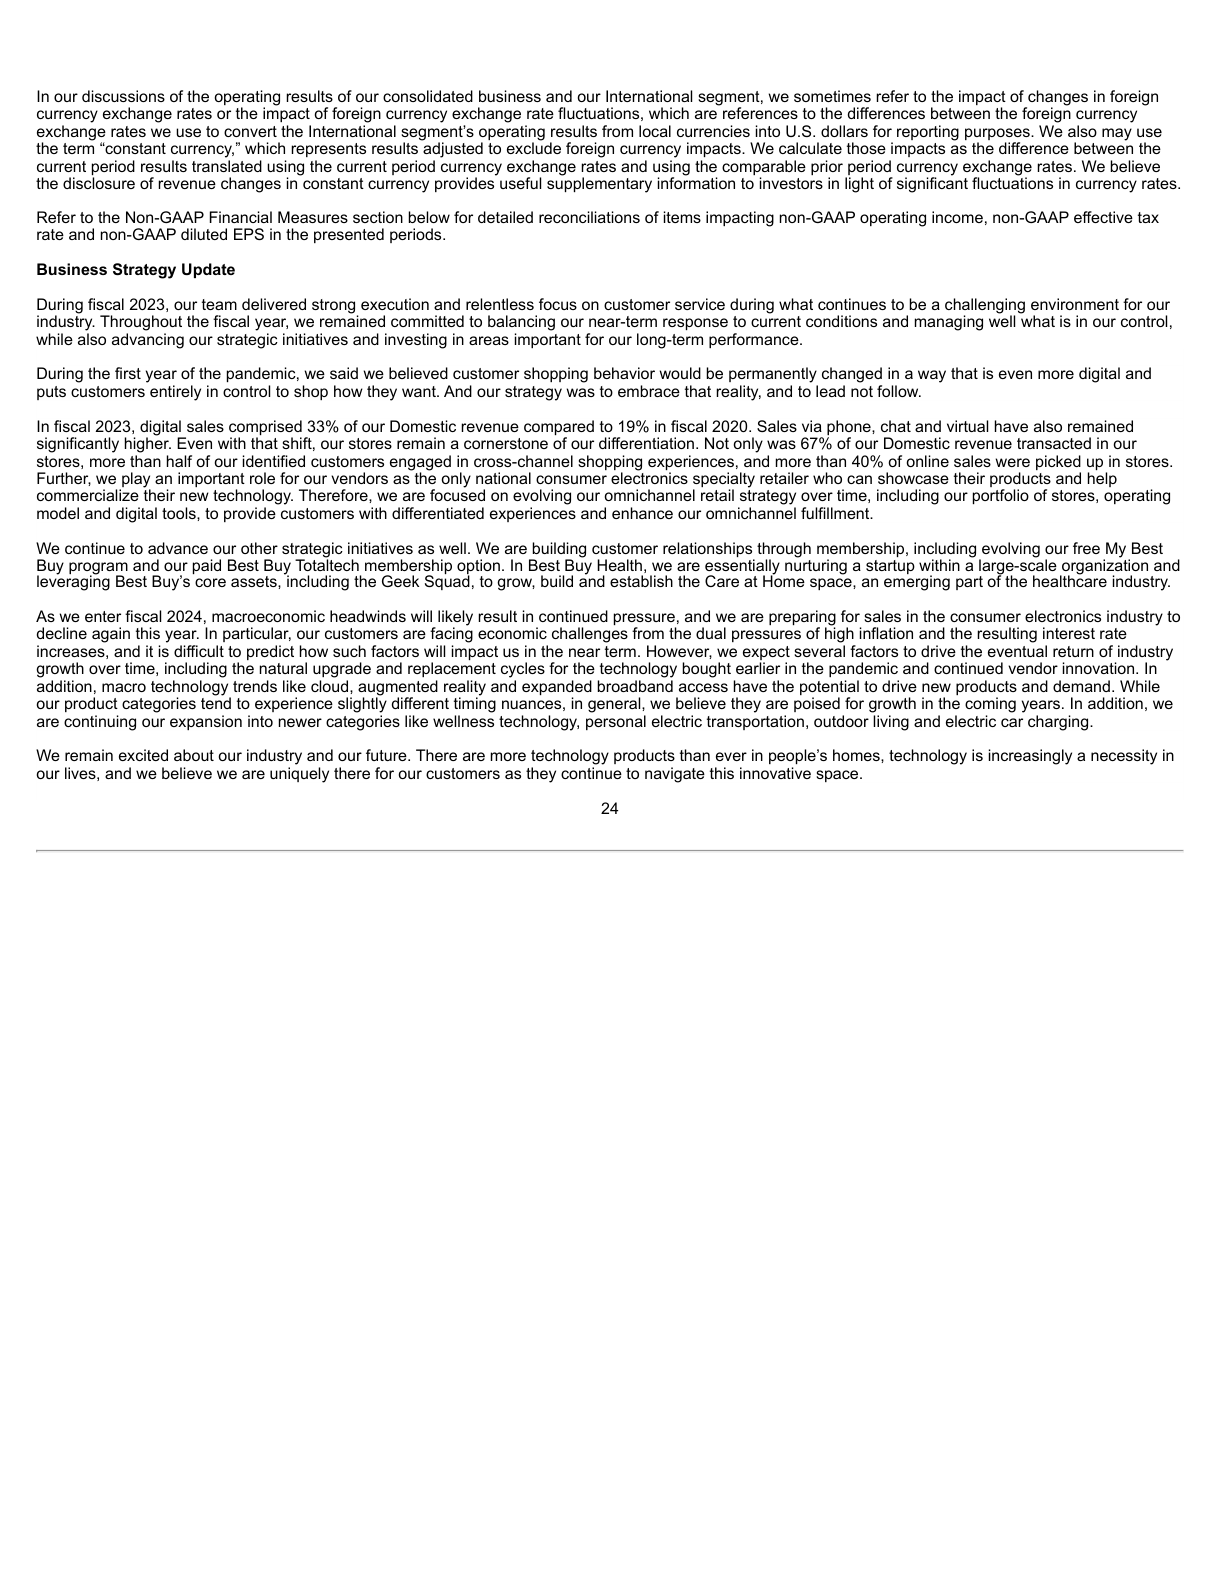 In our discussions of the operating results of our consolidated business and our International segment, we sometimes refer to the impact of changes in foreign
currency exchange rates or the impact of foreign currency exchange rate fluctuations, which are references to the differences between the foreign currency
exchange rates we use to convert the International segment’s operating results from local currencies into U.S. dollars for reporting purposes. We also may use
the term “constant currency,” which represents results adjusted to exclude foreign currency impacts. We calculate those impacts as the difference between the
current period results translated using the current period currency exchange rates and using the comparable prior period currency exchange rates. We believe
the disclosure of revenue changes in constant currency provides useful supplementary information to investors in light of significant fluctuations in currency rates.
Refer to the Non-GAAP Financial Measures section below for detailed reconciliations of items impacting non-GAAP operating income, non-GAAP effective tax
rate and non-GAAP diluted EPS in the presented periods.
Business Strategy Update
During fiscal 2023, our team delivered strong execution and relentless focus on customer service during what continues to be a challenging environment for our
industry. Throughout the fiscal year, we remained committed to balancing our near-term response to current conditions and managing well what is in our control,
while also advancing our strategic initiatives and investing in areas important for our long-term performance.
During the first year of the pandemic, we said we believed customer shopping behavior would be permanently changed in a way that is even more digital and
puts customers entirely in control to shop how they want. And our strategy was to embrace that reality, and to lead not follow.
In fiscal 2023, digital sales comprised 33% of our Domestic revenue compared to 19% in fiscal 2020. Sales via phone, chat and virtual have also remained
significantly higher. Even with that shift, our stores remain a cornerstone of our differentiation. Not only was 67% of our Domestic revenue transacted in our
stores, more than half of our identified customers engaged in cross-channel shopping experiences, and more than 40% of online sales were picked up in stores.
Further, we play an important role for our vendors as the only national consumer electronics specialty retailer who can showcase their products and help
commercialize their new technology. Therefore, we are focused on evolving our omnichannel retail strategy over time, including our portfolio of stores, operating
model and digital tools, to provide customers with differentiated experiences and enhance our omnichannel fulfillment.
We continue to advance our other strategic initiatives as well. We are building customer relationships through membership, including evolving our free My Best
Buy program and our paid Best Buy Totaltech membership option. In Best Buy Health, we are essentially nurturing a startup within a large-scale organization and
leveraging Best Buy’s core assets, including the Geek Squad, to grow, build and establish the Care at Home space, an emerging part of the healthcare industry.
As we enter fiscal 2024, macroeconomic headwinds will likely result in continued pressure, and we are preparing for sales in the consumer electronics industry to
decline again this year. In particular, our customers are facing economic challenges from the dual pressures of high inflation and the resulting interest rate
increases, and it is difficult to predict how such factors will impact us in the near term. However, we expect several factors to drive the eventual return of industry
growth over time, including the natural upgrade and replacement cycles for the technology bought earlier in the pandemic and continued vendor innovation. In
addition, macro technology trends like cloud, augmented reality and expanded broadband access have the potential to drive new products and demand. While
our product categories tend to experience slightly different timing nuances, in general, we believe they are poised for growth in the coming years. In addition, we
are continuing our expansion into newer categories like wellness technology, personal electric transportation, outdoor living and electric car charging.
We remain excited about our industry and our future. There are more technology products than ever in people’s homes, technology is increasingly a necessity in
our lives, and we believe we are uniquely there for our customers as they continue to navigate this innovative space.
24